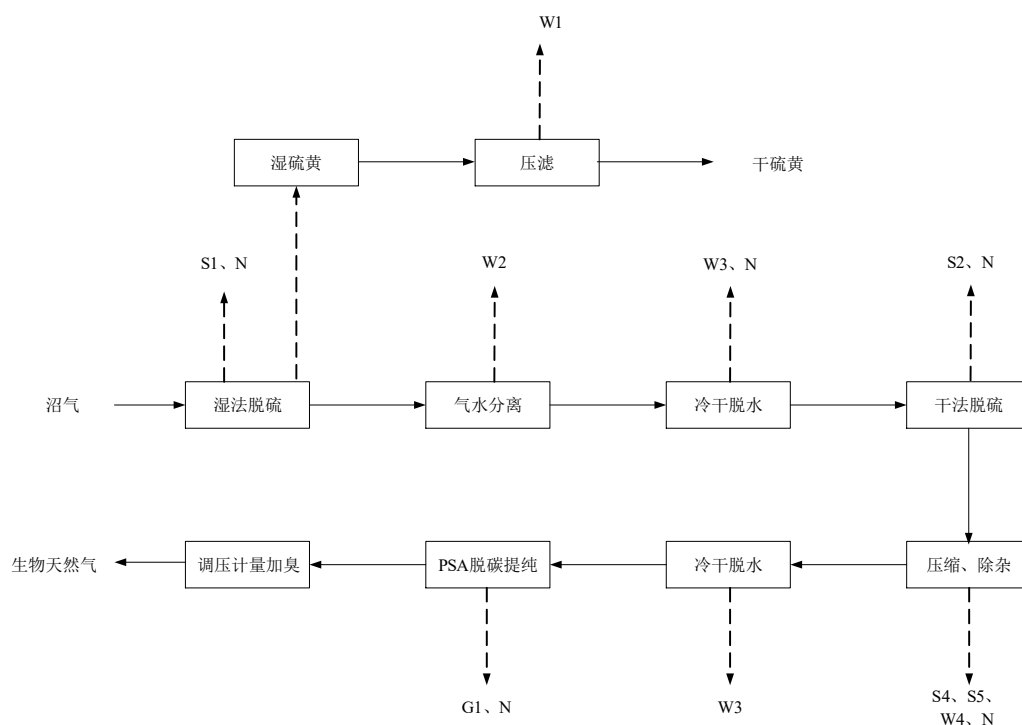 W1
湿硫黄
压滤
干硫黄
S1、N
W2
W3、N
S2、N
沼气
湿法脱硫
气水分离
冷干脱水
干法脱硫
生物天然气
调压计量加臭
PSA脱碳提纯
冷干脱水
压缩、除杂
G1、N
W3
S4、S5、
W4、N